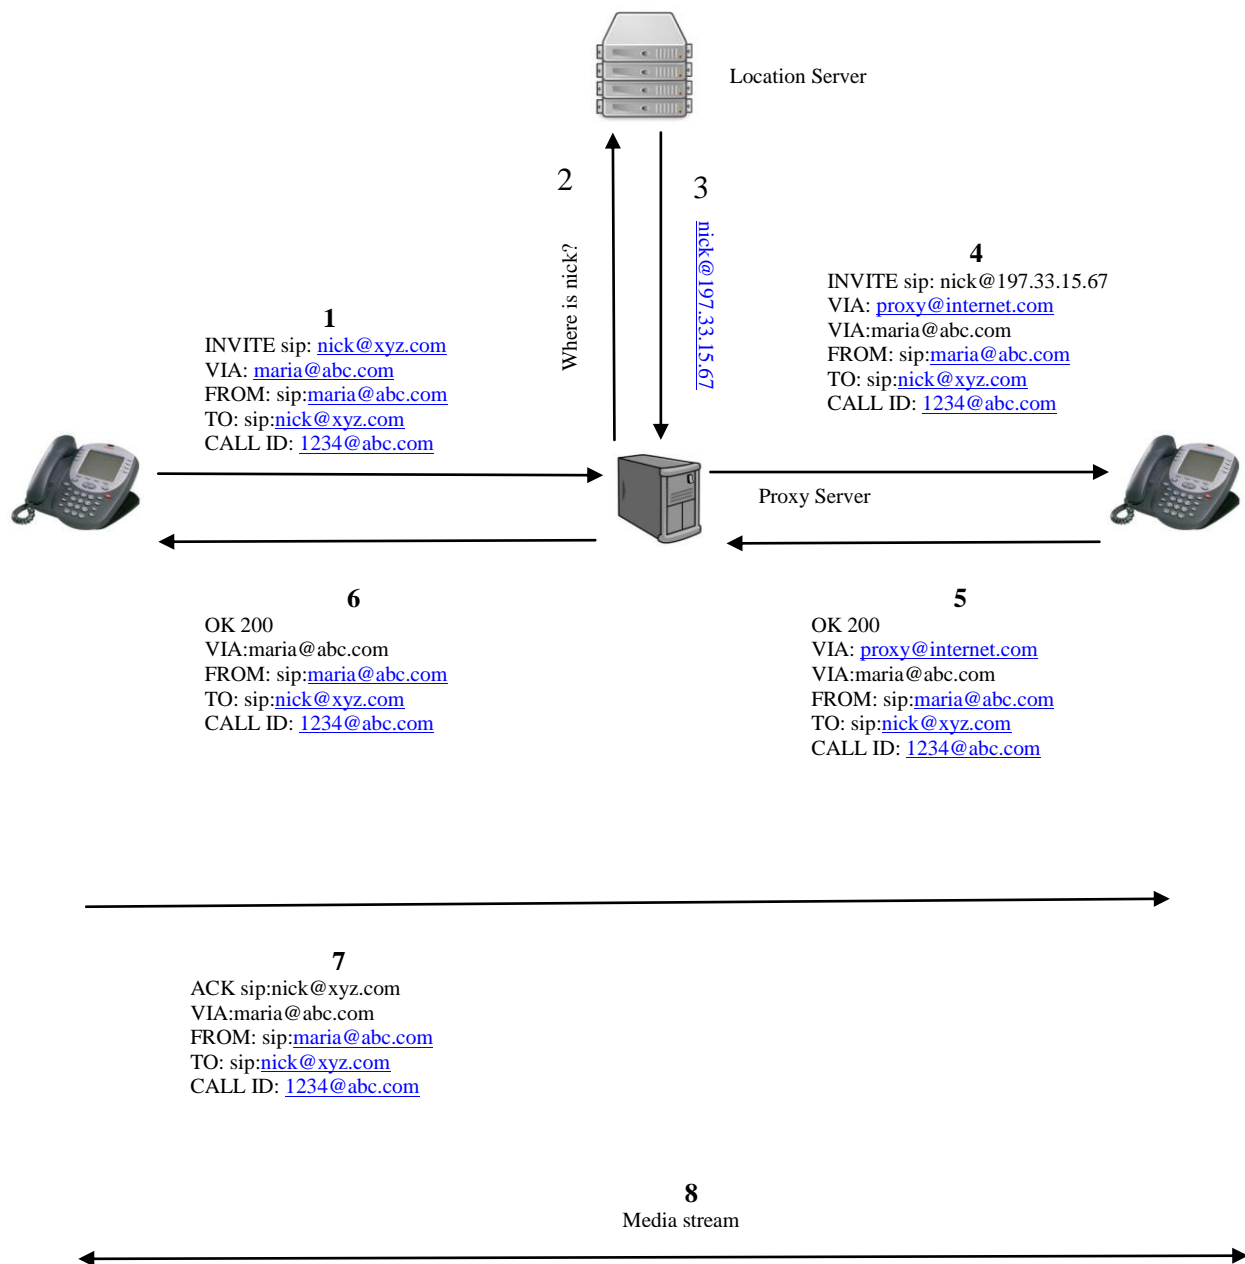 Location Server
2
3
Where is nick?
nick@197.33.15.67
1
INVITE sip: nick@xyz.com
VIA: maria@abc.com
FROM: sip:maria@abc.com
TO: sip:nick@xyz.com
CALL ID: 1234@abc.com
4
INVITE sip: nick@197.33.15.67
VIA: proxy@internet.com
VIA:maria@abc.com
FROM: sip:maria@abc.com
TO: sip:nick@xyz.com
CALL ID: 1234@abc.com
Proxy Server
6
OK 200
VIA:maria@abc.com
FROM: sip:maria@abc.com
TO: sip:nick@xyz.com
CALL ID: 1234@abc.com
5
OK 200
VIA: proxy@internet.com
VIA:maria@abc.com
FROM: sip:maria@abc.com
TO: sip:nick@xyz.com
CALL ID: 1234@abc.com
7
ACK sip:nick@xyz.com
VIA:maria@abc.com
FROM: sip:maria@abc.com
TO: sip:nick@xyz.com
CALL ID: 1234@abc.com
8
Media stream